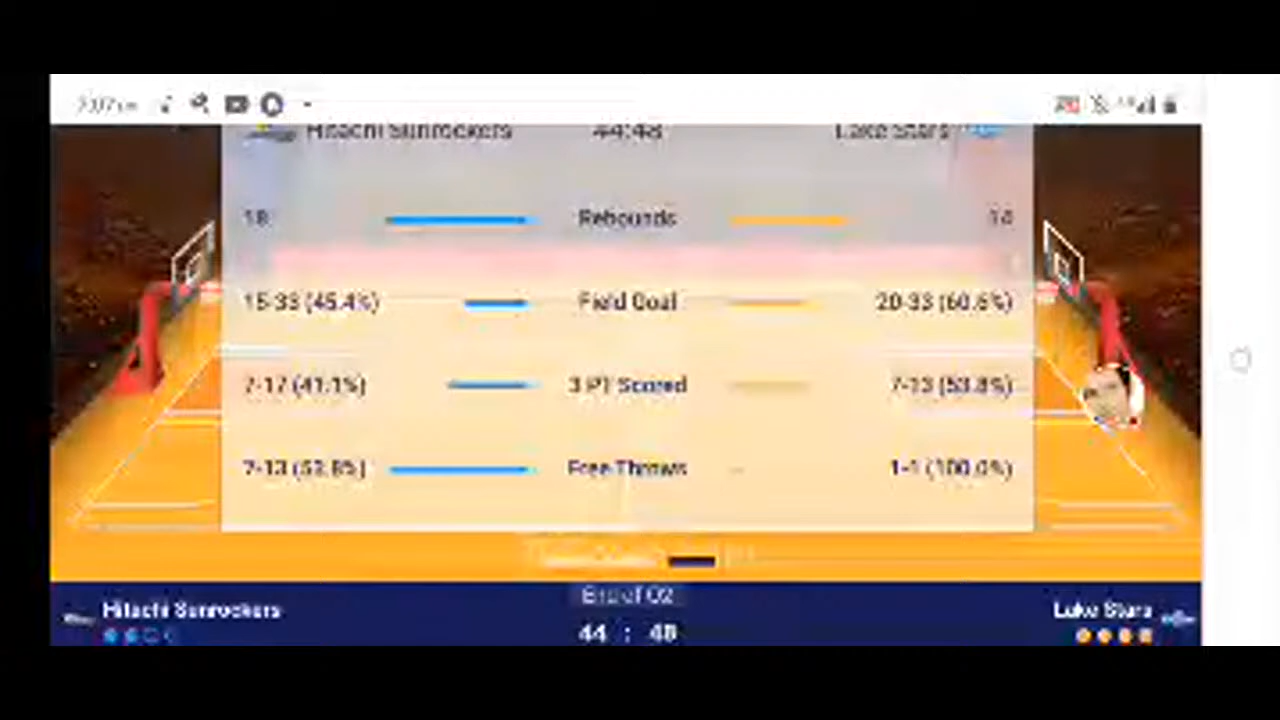 Hitachi Sunrockers 44:48 Lake Stars
18 Rebounds 14
15-33 (45.4%) Field Goal 20-33 (60.6%)
7-17 (41.1%) 3 PT Scored 7-13 (53.8%)
7-13 (53.8%) Free Throws 1-1 (100.0%)
End of Q2
Hitachi Sunrockers 44 : 48 Lake Stars